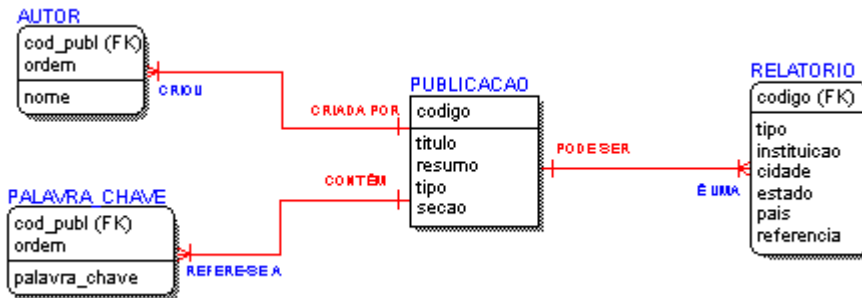 AUTOR
cod_publ (FK)
ordem
nome
CRIOU
CRIADA POR
PUBLICACAO
codigo
titulo
resumo
tipo
secao
PODE SER
É UMA
RELATORIO
codigo (FK)
tipo
instituicao
cidade
estado
pais
referencia
CONTÊM
REFERE-SE A
PALAVRA_CHAVE
cod_publ (FK)
ordem
palavra_chave